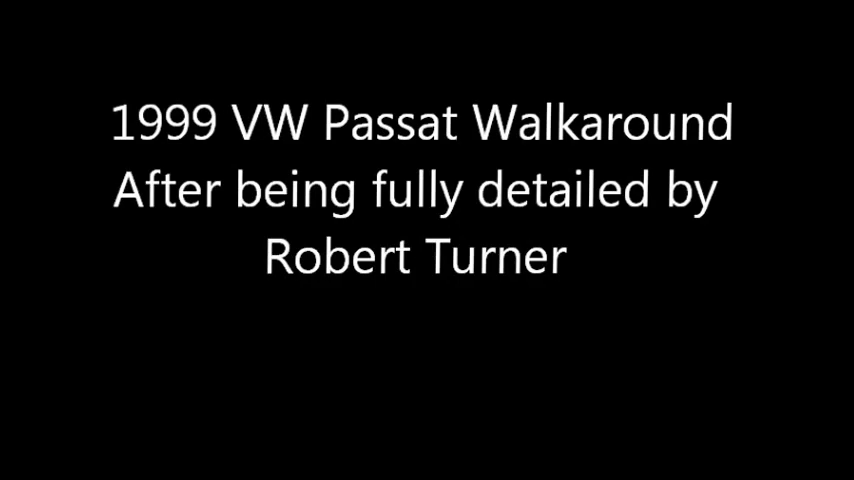 1999 VW Passat Walkaround
After being fully detailed by
Robert Turner